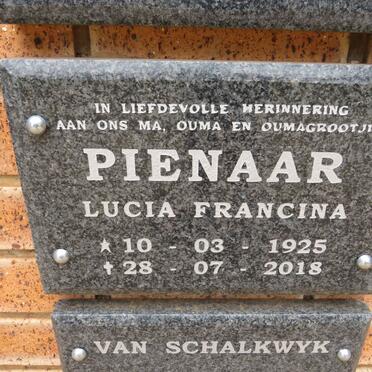 IN LIEFDEVOLLE HERINNERING
AAN ONS MA, OUMA EN OUMAGROOTJIE
PIENAAR
LUCIA FRANCINA
★ 10 - 03 - 1925
✝ 28 - 07 - 2018
VAN SCHALKWYK